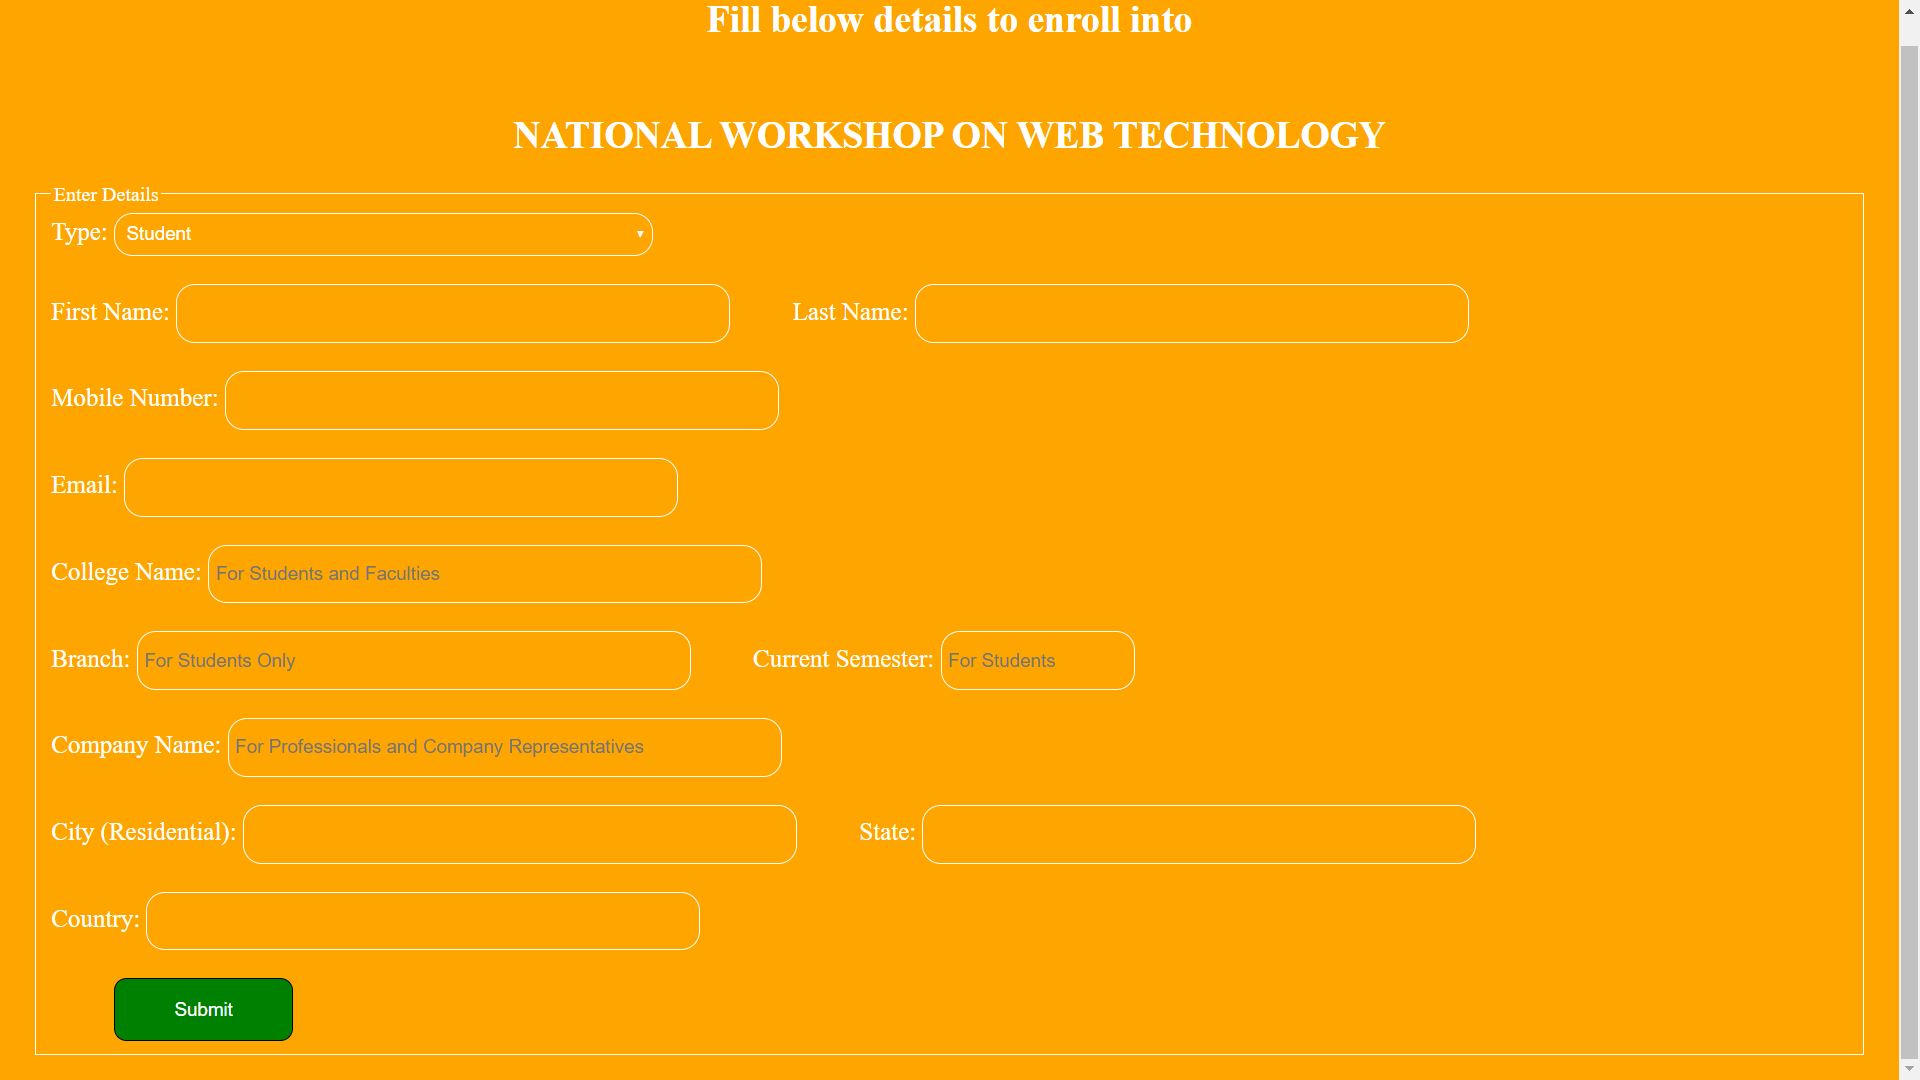 Fill below details to enroll into
NATIONAL WORKSHOP ON WEB TECHNOLOGY
Enter Details
Type: Student
First Name: Last Name:
Mobile Number:
Email:
College Name: For Students and Faculties
Branch: For Students Only Current Semester: For Students
Company Name: For Professionals and Company Representatives
City (Residential): State:
Country:
Submit